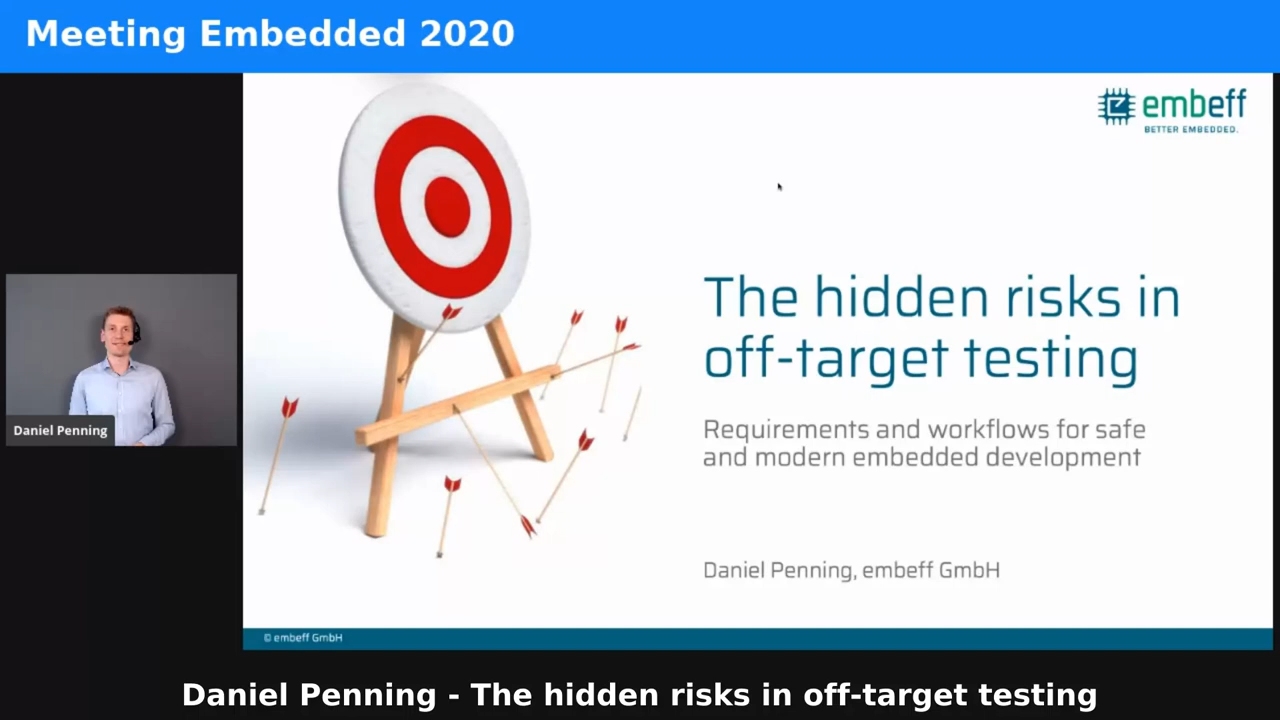 Meeting Embedded 2020
embeff
BETTER EMBEDDED.
The hidden risks in
off-target testing
Requirements and workflows for safe
and modern embedded development
Daniel Penning, embeff GmbH
Daniel Penning
© embeff GmbH
Daniel Penning - The hidden risks in off-target testing